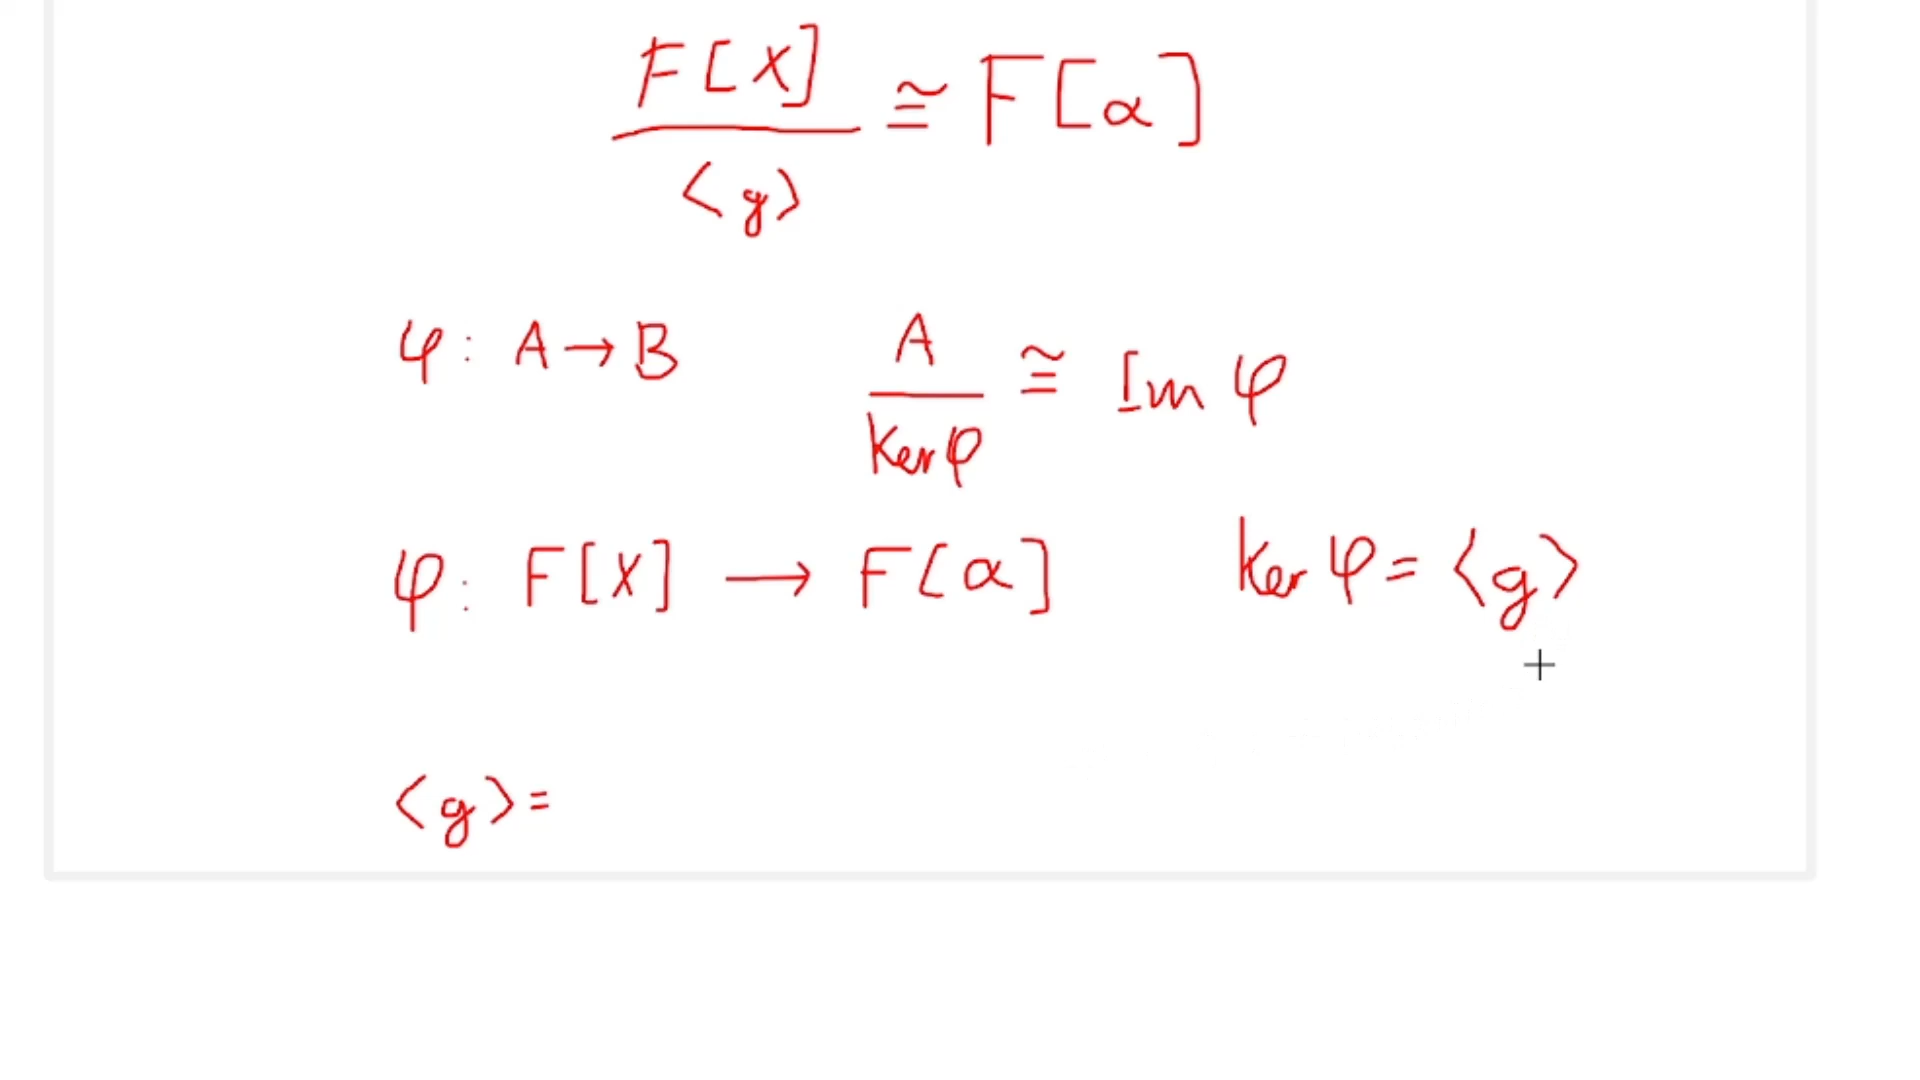 F[X] / ⟨g⟩ ≅ F[α]
φ: A → B    A / Ker φ ≅ Im φ
φ: F[X] ⟶ F[α]    Ker φ = ⟨g⟩
⟨g⟩ =